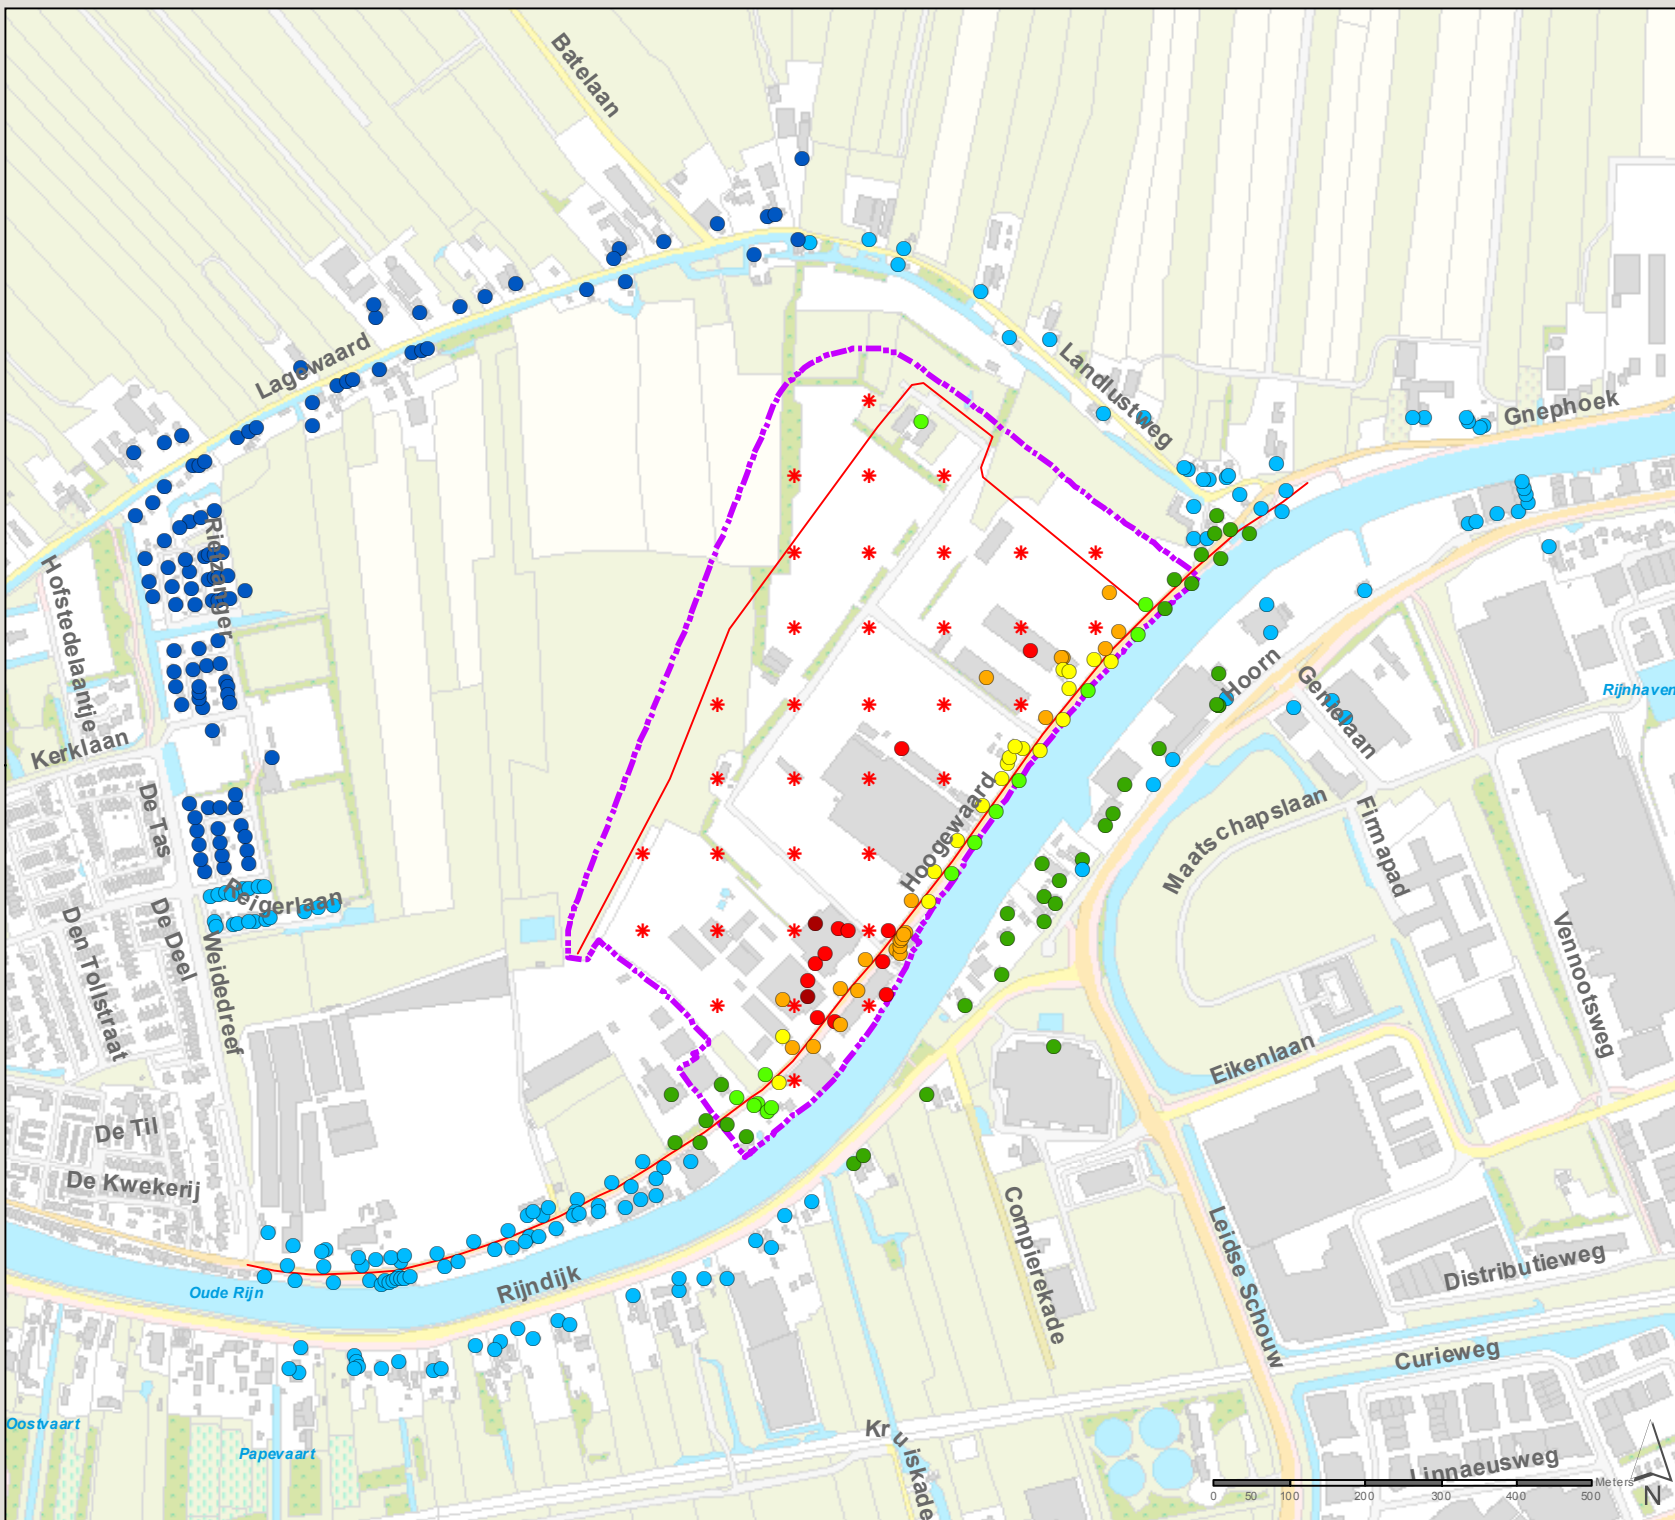 Batelaan
Lagewaard
Landlustweg
Gnephoek
Hofstedelaantje
Rietzanger
Hoorn
Gemelaan
Rijnhaven
Kerklaan
De Tas
Hoogewaard
Maatschapslaan
Firmapad
Reigerlaan
Den Tollstraat
De Deel
Weidedreef
Vennootsweg
Eikenlaan
De Til
De Kwekerij
Compierekade
Leidse Schouw
Distributieweg
Rijndijk
Oude Rijn
Curieweg
Oostvaart
Papevaart
Kruiskade
Linnaeusweg
Meters
0 50 100 200 300 400 500
N